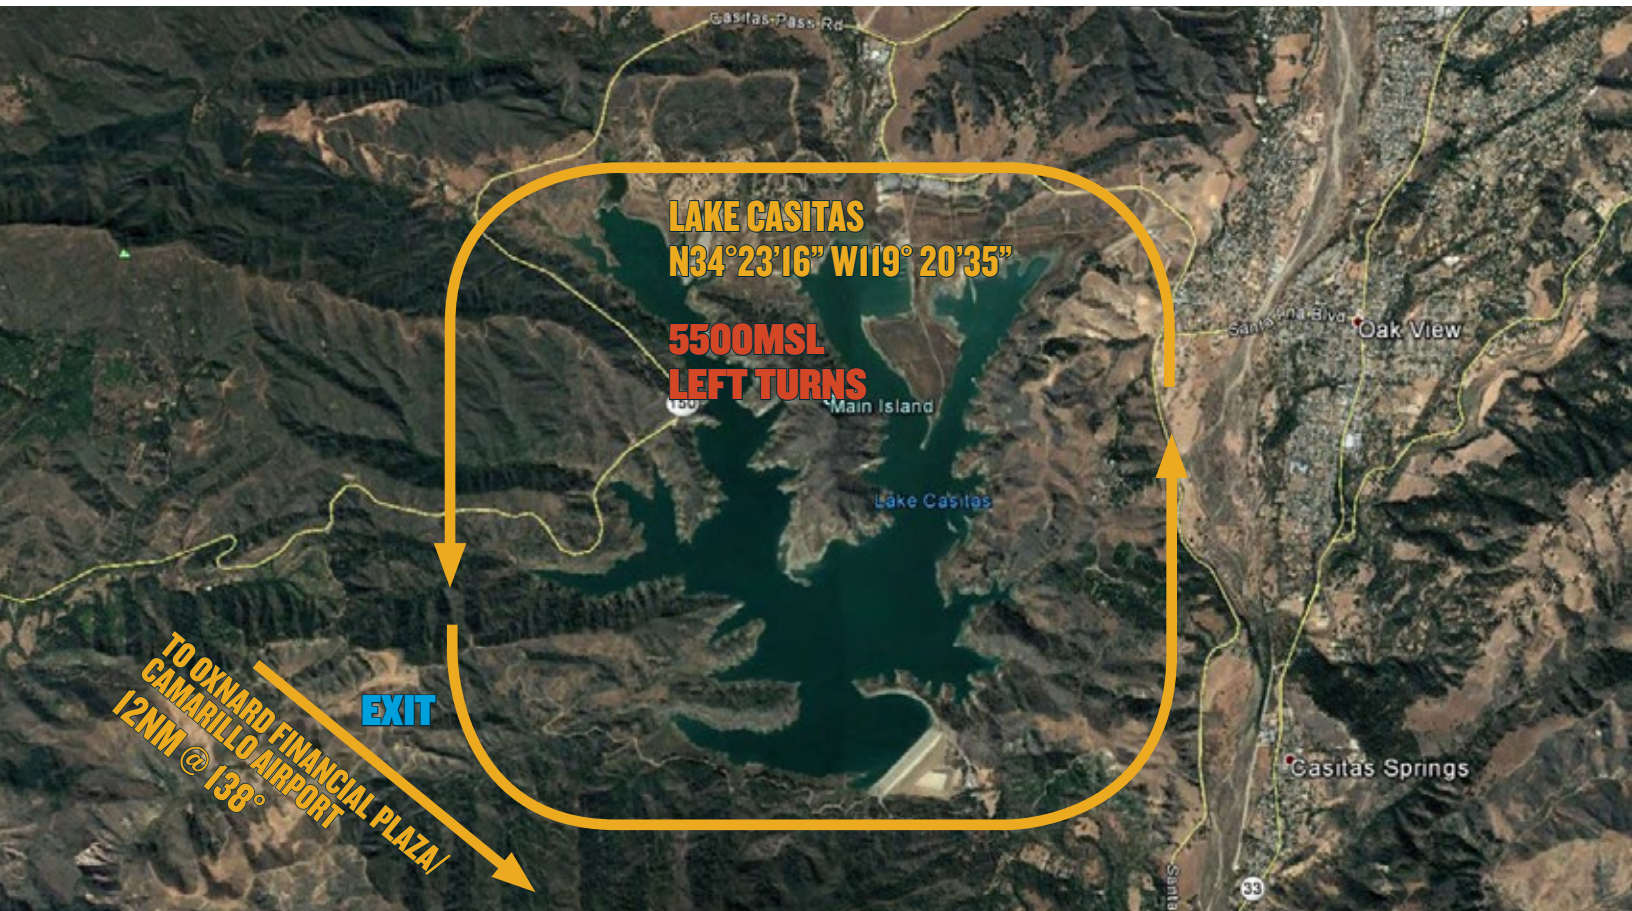 Casitas Pass Rd
LAKE CASITAS
N34°23'16” W119° 20'35”
5500MSL
LEFT TURNS
150
Main Island
Santa Ana Blvd
Oak View
Lake Casitas
TO OXNARD FINANCIAL PLAZA/
CAMARILLO AIRPORT
12NM @ 138°
EXIT
Casitas Springs
Santa
33